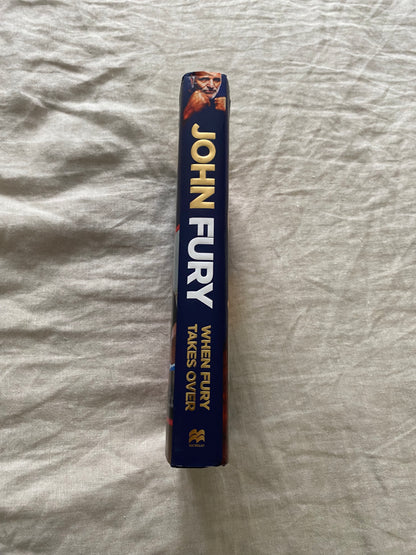 JOHN FURY
WHEN FURY
TAKES OVER